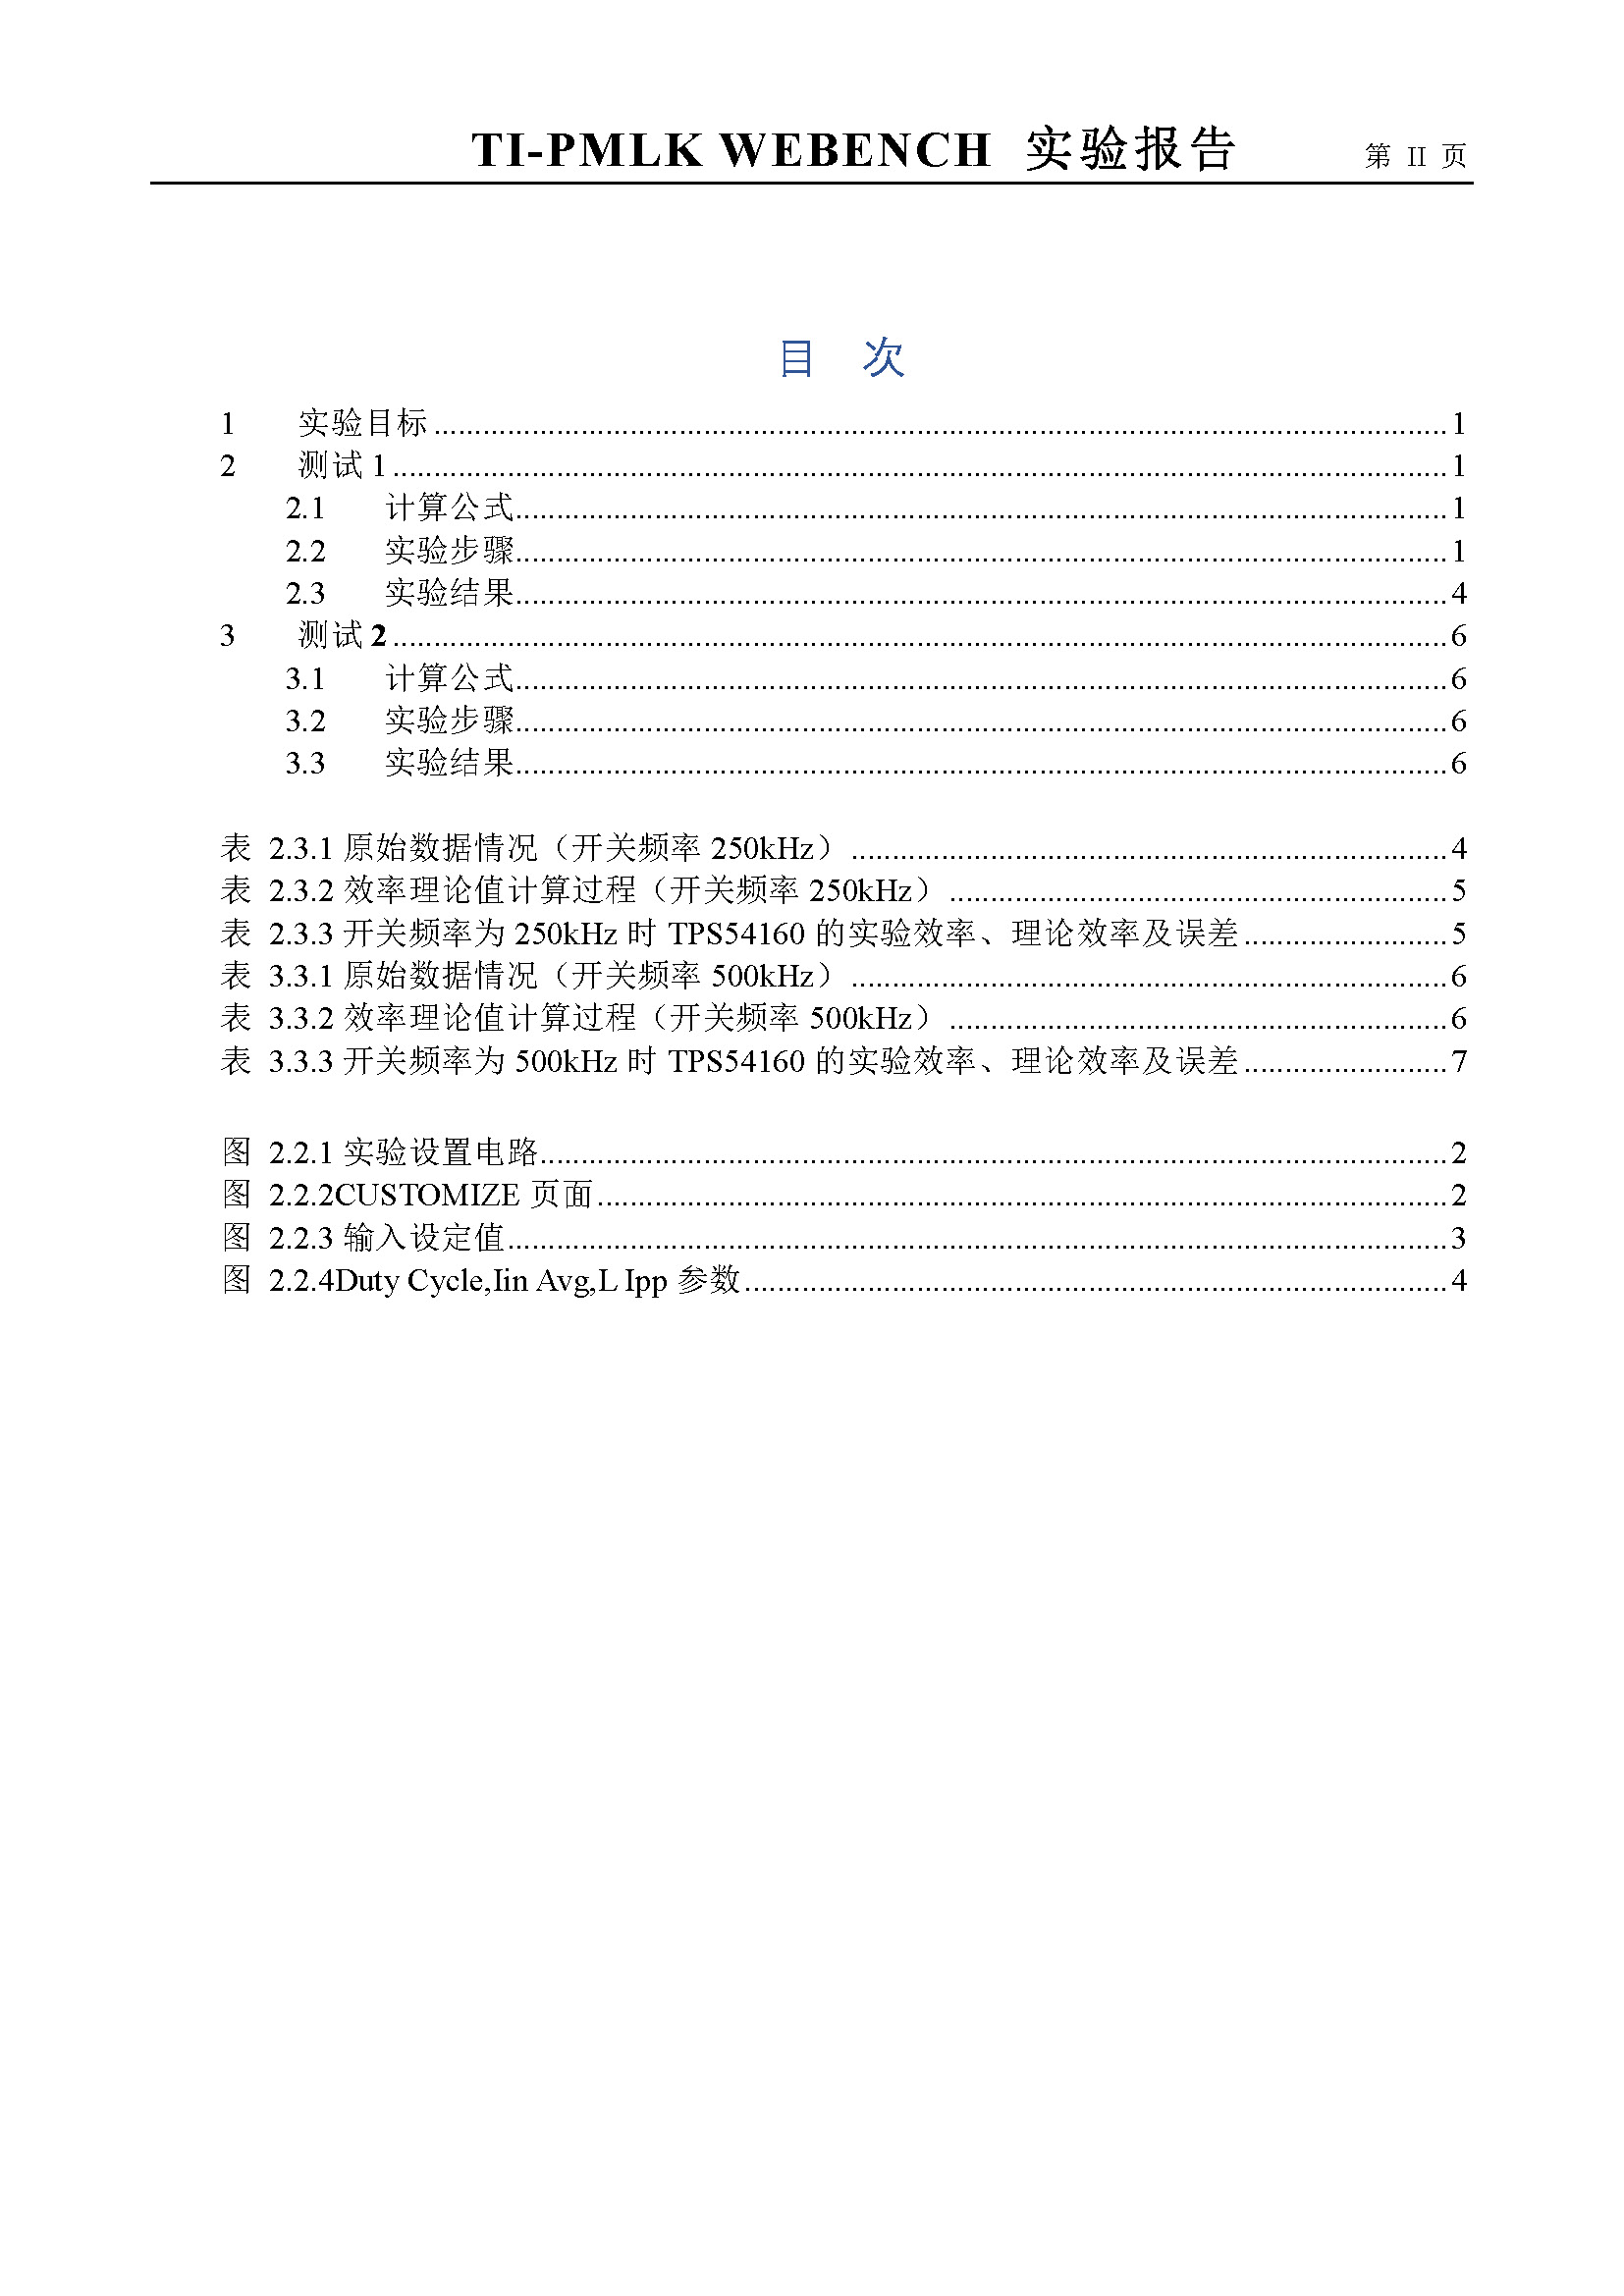 TI-PMLK WEBENCH 实验报告 第 II 页
目 次
1 实验目标........................................1
2 测试 1........................................1
2.1 计算公式........................................1
2.2 实验步骤........................................1
2.3 实验结果........................................4
3 测试 2........................................6
3.1 计算公式........................................6
3.2 实验步骤........................................6
3.3 实验结果........................................6
表 2.3.1 原始数据情况（开关频率 250kHz）........................................4
表 2.3.2 效率理论值计算过程（开关频率 250kHz）........................................5
表 2.3.3 开关频率为 250kHz 时 TPS54160 的实验效率、理论效率及误差........................................5
表 3.3.1 原始数据情况（开关频率 500kHz）........................................6
表 3.3.2 效率理论值计算过程（开关频率 500kHz）........................................6
表 3.3.3 开关频率为 500kHz 时 TPS54160 的实验效率、理论效率及误差........................................7
图 2.2.1 实验设置电路........................................2
图 2.2.2CUSTOMIZE 页面........................................2
图 2.2.3 输入设定值........................................3
图 2.2.4Duty Cycle,Iin Avg,L Ipp 参数........................................4